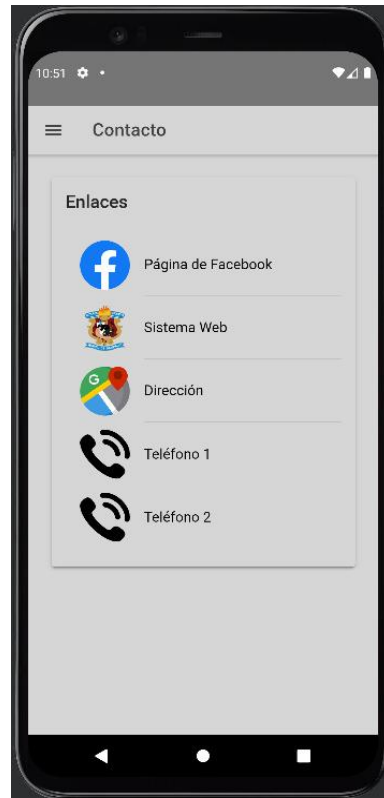 10:51
Contacto
Enlaces
Página de Facebook
Sistema Web
G
Dirección
Teléfono 1
Teléfono 2